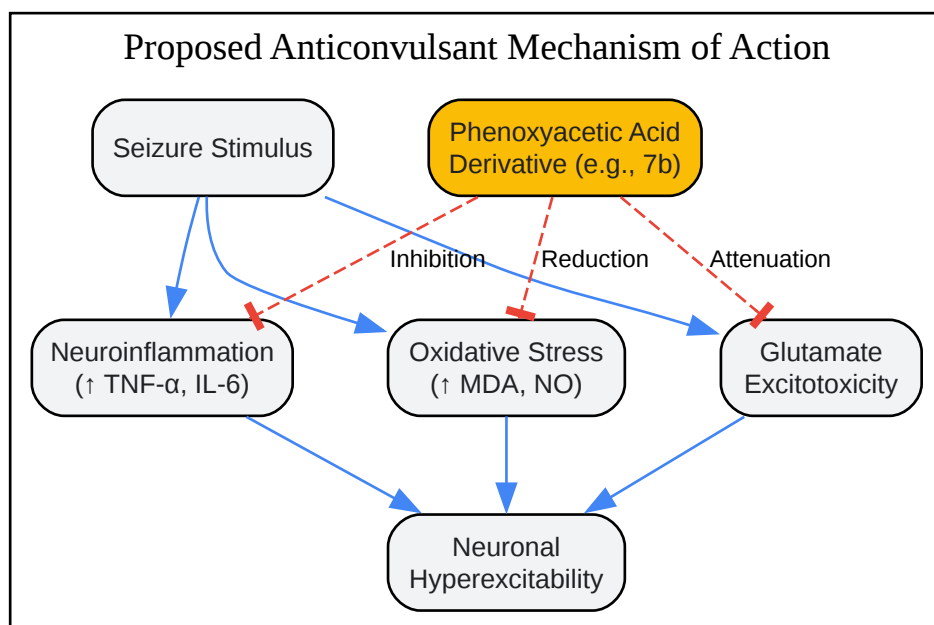 Proposed Anticonvulsant Mechanism of Action
Seizure Stimulus
Phenoxyacetic Acid
Derivative (e.g., 7b)
Inhibition
Reduction
Attenuation
Neuroinflammation
(↑ TNF-α, IL-6)
Oxidative Stress
(↑ MDA, NO)
Glutamate
Excitotoxicity
Neuronal
Hyperexcitability